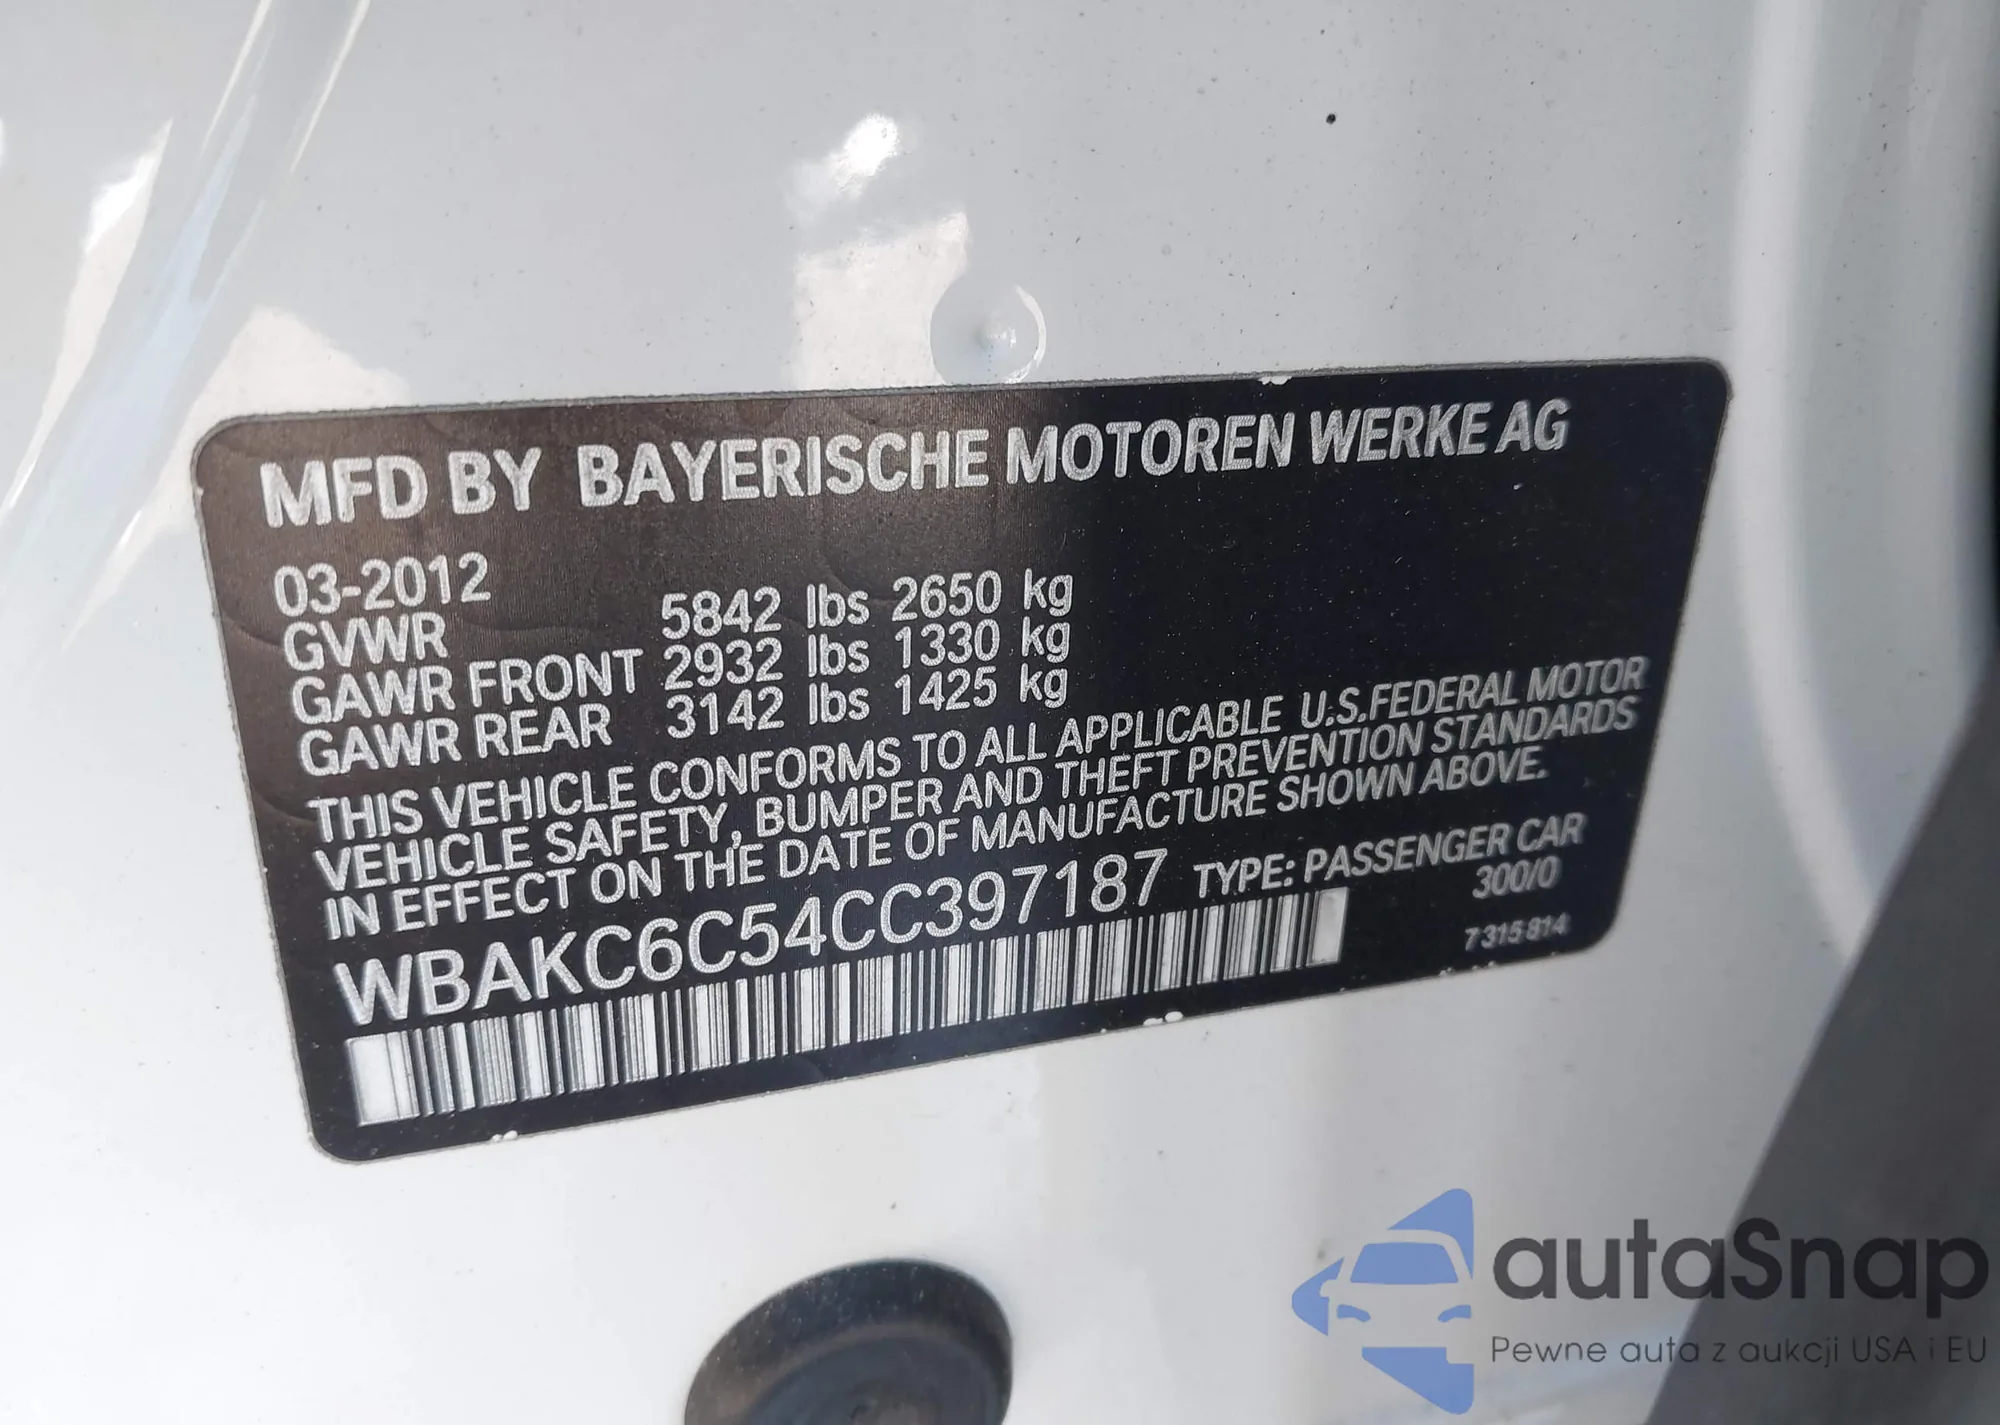 MFD BY BAYERISCHE MOTOREN WERKE AG
03-2012
GVWR 5842 lbs 2650 kg
GAWR FRONT 2932 lbs 1330 kg
GAWR REAR 3142 lbs 1425 kg
THIS VEHICLE CONFORMS TO ALL APPLICABLE U.S.FEDERAL MOTOR
VEHICLE SAFETY, BUMPER AND THEFT PREVENTION STANDARDS
IN EFFECT ON THE DATE OF MANUFACTURE SHOWN ABOVE.
WBAKC6C54CC397187 TYPE: PASSENGER CAR
300/0
7 315 814
autaSnap
Pewne auta z aukcji USA i EU